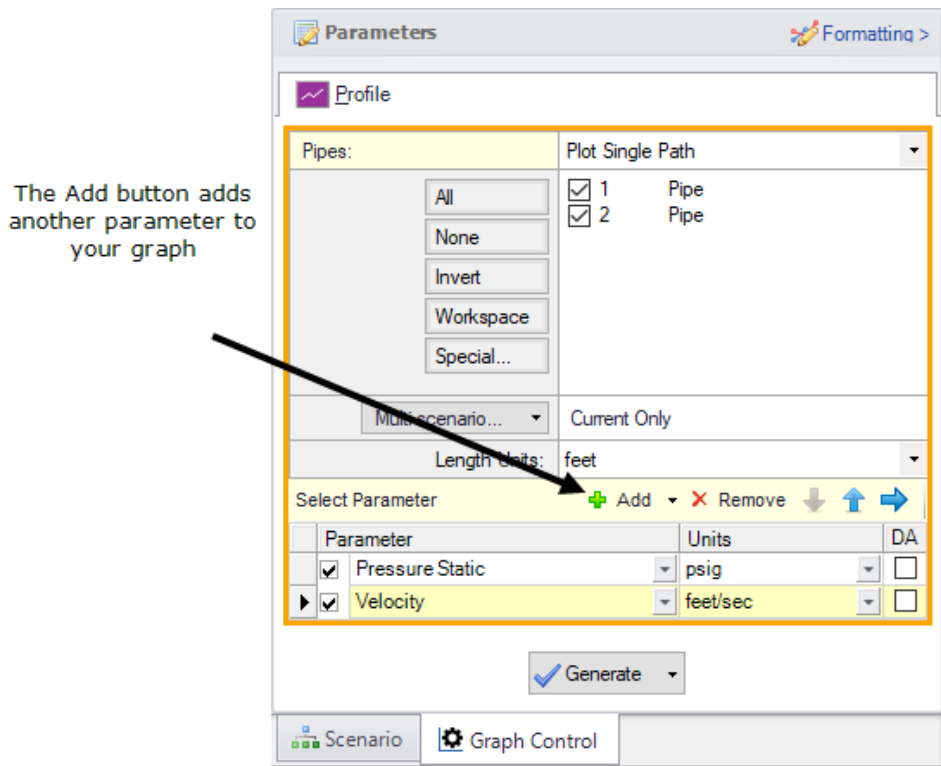 Parameters
Formatting >
Profile
The Add button adds
another parameter to
your graph
Pipes:
Plot Single Path
All
None
Invert
Workspace
Special...
1 Pipe
2 Pipe
Multi-scenario...
Current Only
Length Units:
feet
Select Parameter
Add
Remove
Parameter
Units
DA
Pressure Static
psig
Velocity
feet/sec
Generate
Scenario
Graph Control